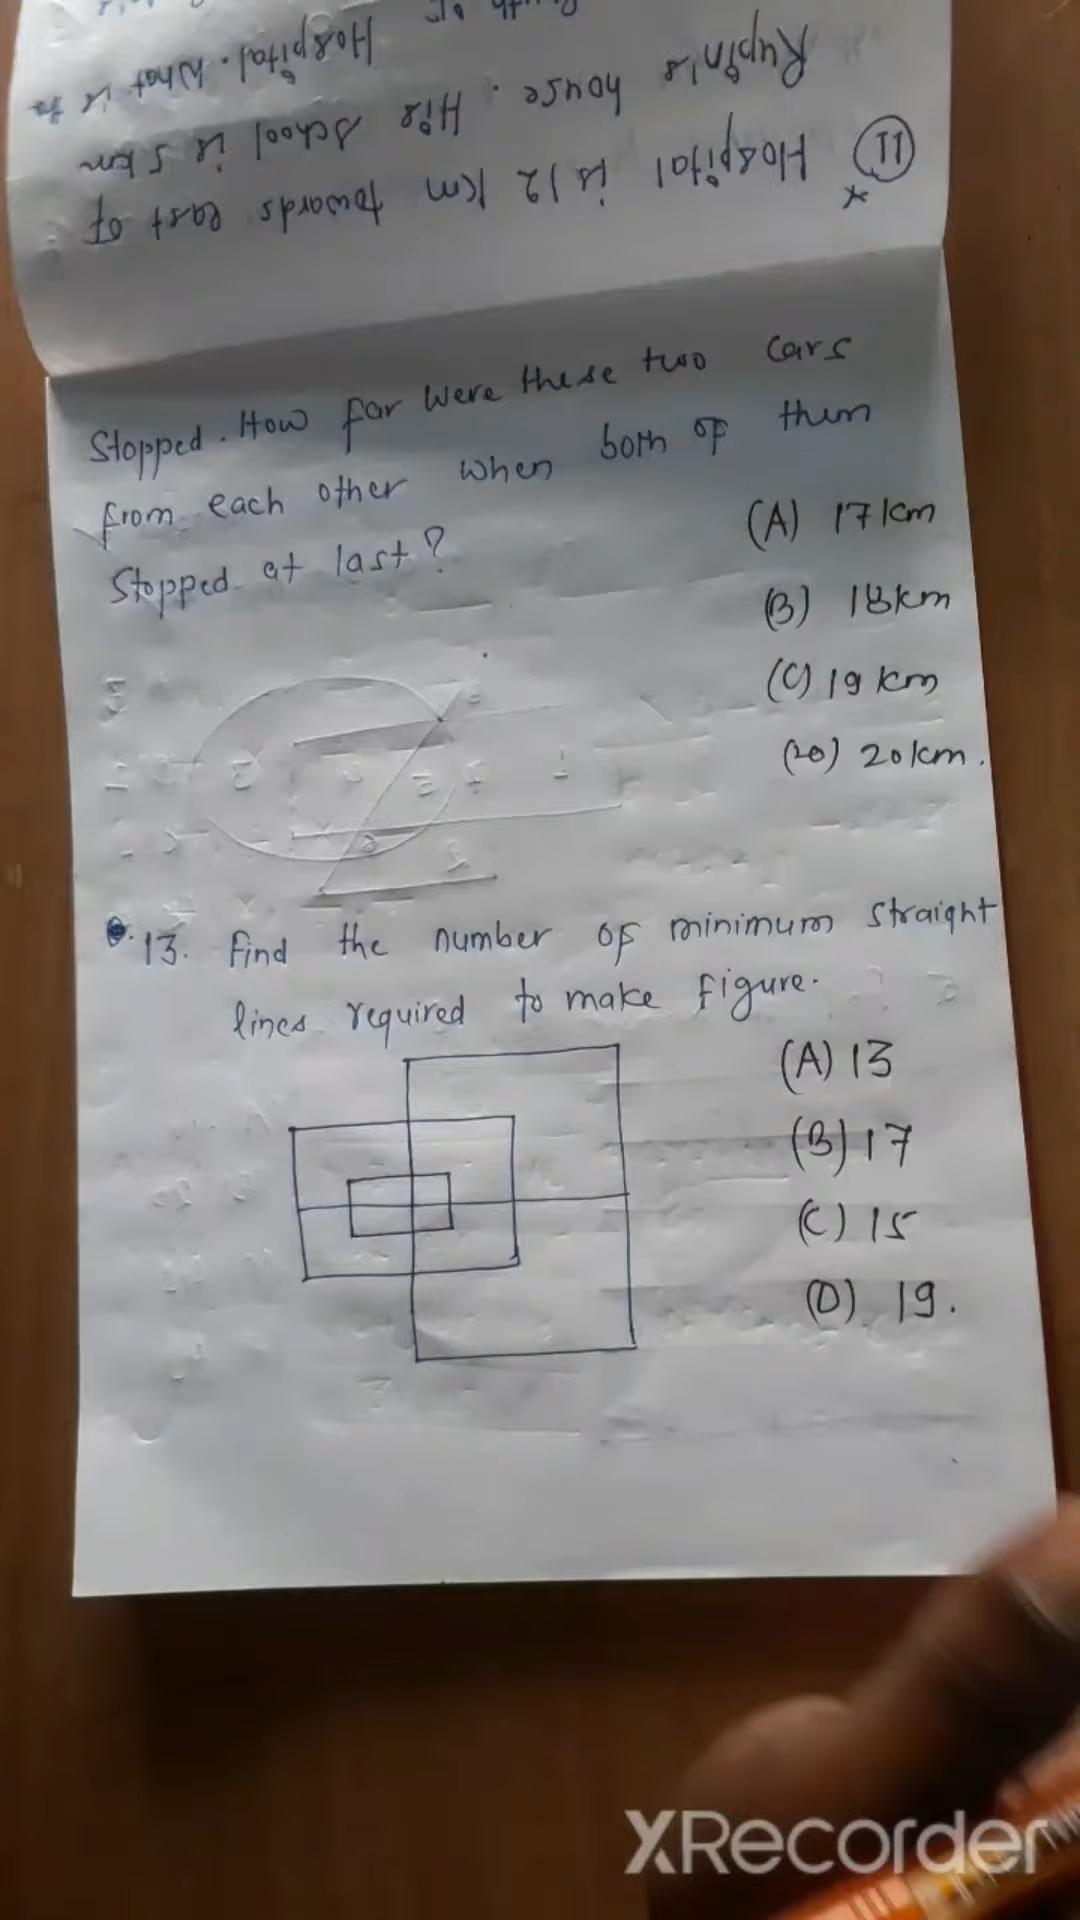 (11) Hospital is 12 km towards east of
Rupin's house. His school is 5 km
Hospital. What is
Stopped. How far were these two cars
from each other when both of them
Stopped at last?
(A) 17 km
(B) 18 km
(C) 19 km
(20) 20 km.
13. Find the number of minimum straight
lines required to make figure.
(A) 13
(B) 17
(C) 15
(D) 19.
XRecorder